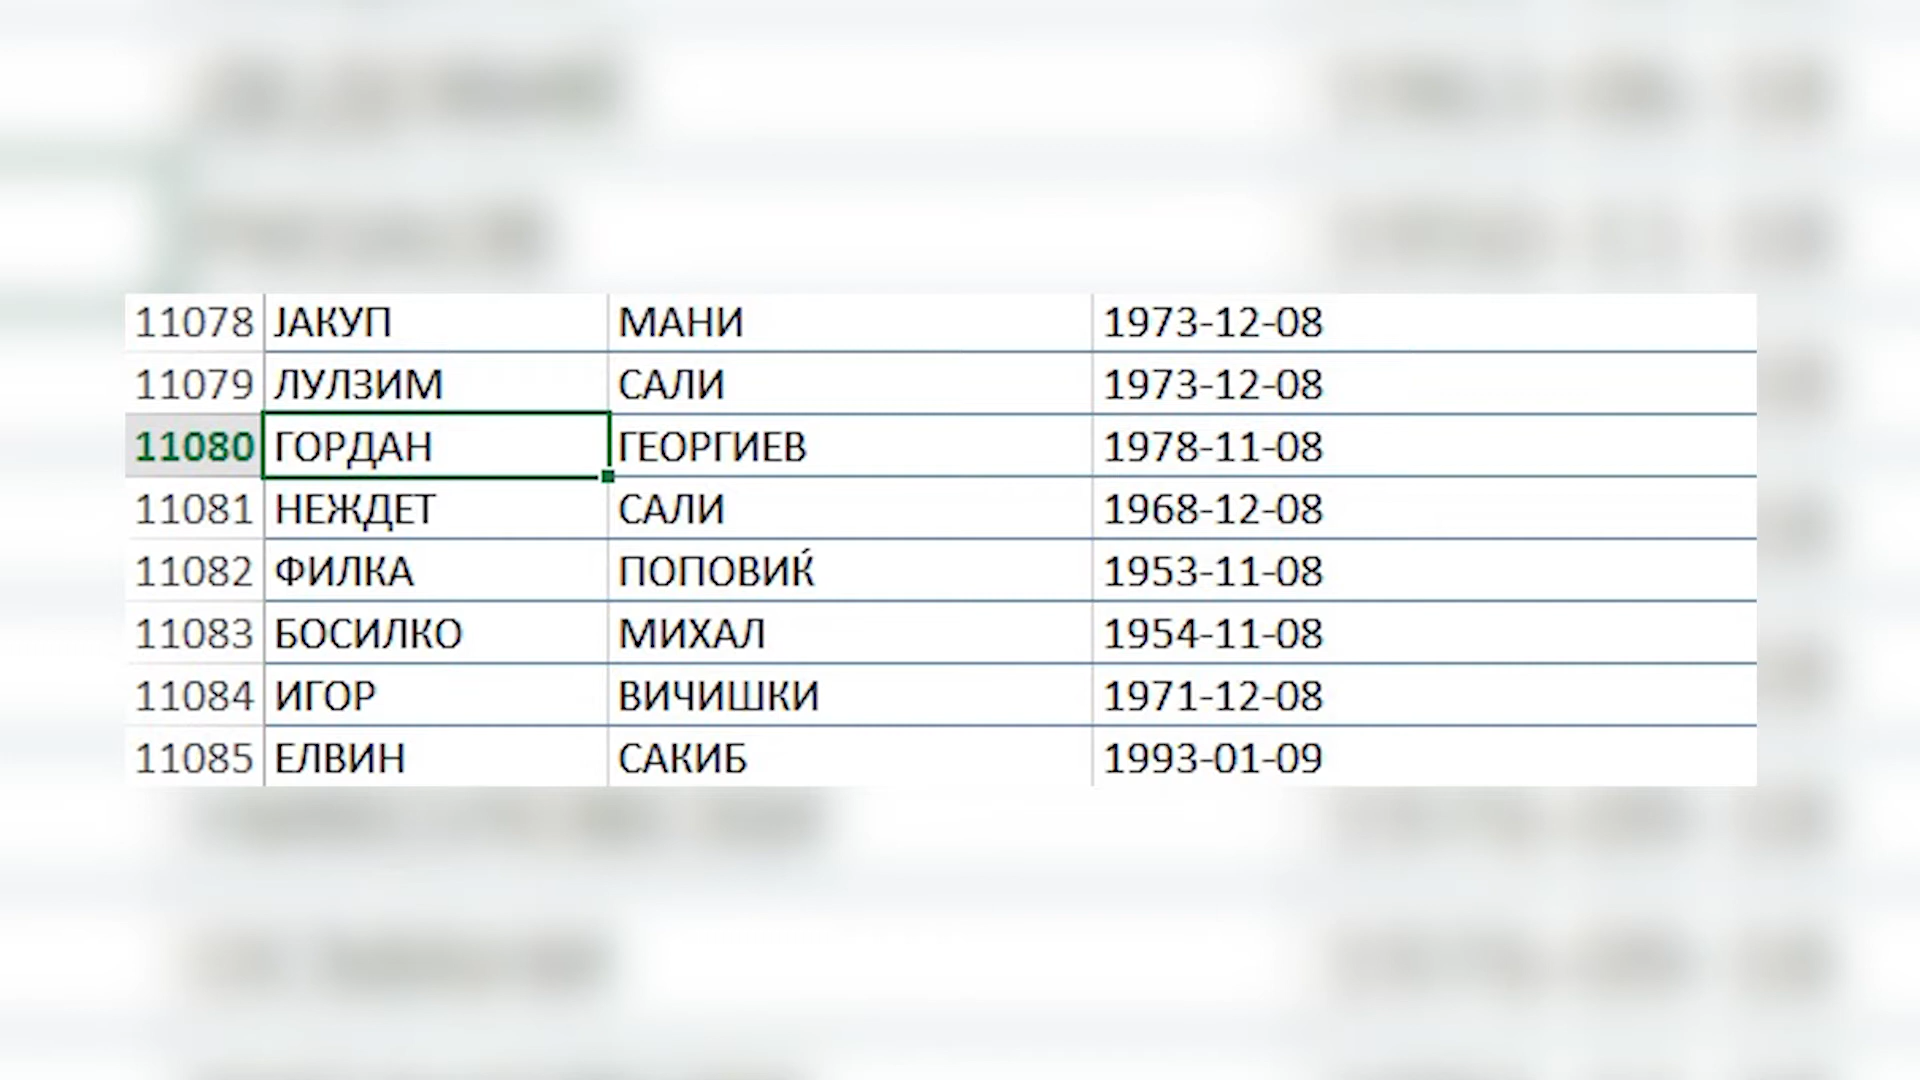 11078 ЈАКУП МАНИ 1973-12-08
11079 ЛУЛЗИМ САЛИ 1973-12-08
11080 ГОРДАН ГЕОРГИЕВ 1978-11-08
11081 НЕЖДЕТ САЛИ 1968-12-08
11082 ФИЛКА ПОПОВИЌ 1953-11-08
11083 БОСИЛКО МИХАЛ 1954-11-08
11084 ИГОР ВИЧИШКИ 1971-12-08
11085 ЕЛВИН САКИБ 1993-01-09